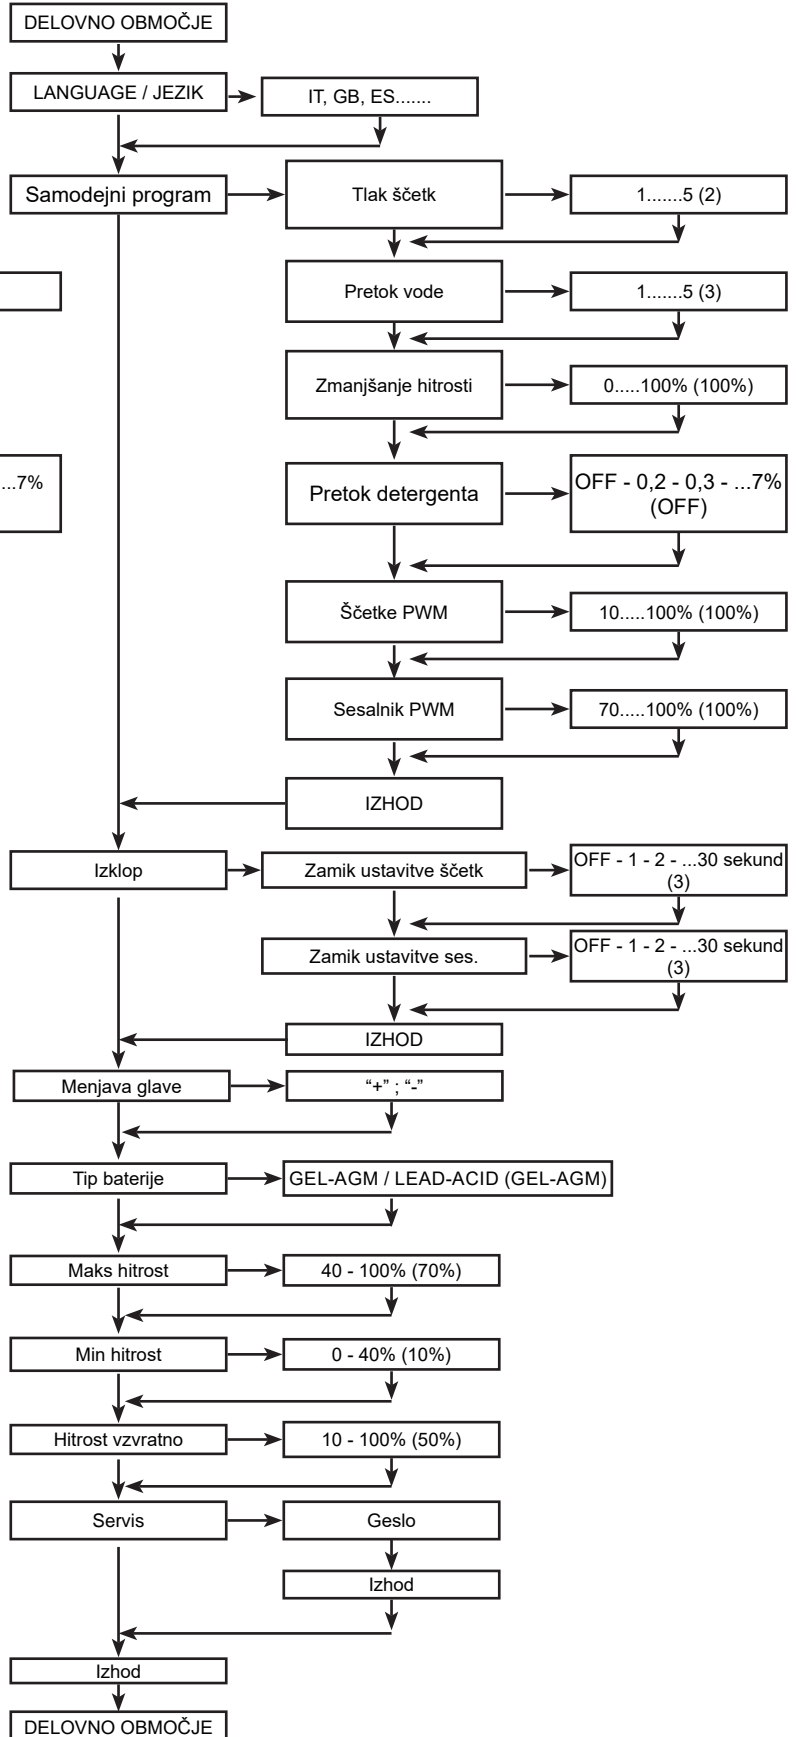 DELOVNO OBMOČJE
LANGUAGE / JEZIK
IT, GB, ES.......
Samodejni program
Tlak ščetk
1.......5 (2)
Pretok vode
1.......5 (3)
Zmanjšanje hitrosti
0.....100% (100%)
...7%
Pretok detergenta
OFF - 0,2 - 0,3 - ...7%
(OFF)
Ščetke PWM
10.....100% (100%)
Sesalnik PWM
70.....100% (100%)
IZHOD
Izklop
Zamik ustavitve ščetk
OFF - 1 - 2 - ...30 sekund
(3)
Zamik ustavitve ses.
OFF - 1 - 2 - ...30 sekund
(3)
IZHOD
Menjava glave
“+” ; “-”
Tip baterije
GEL-AGM / LEAD-ACID (GEL-AGM)
Maks hitrost
40 - 100% (70%)
Min hitrost
0 - 40% (10%)
Hitrost vzvratno
10 - 100% (50%)
Servis
Geslo
Izhod
Izhod
DELOVNO OBMOČJE